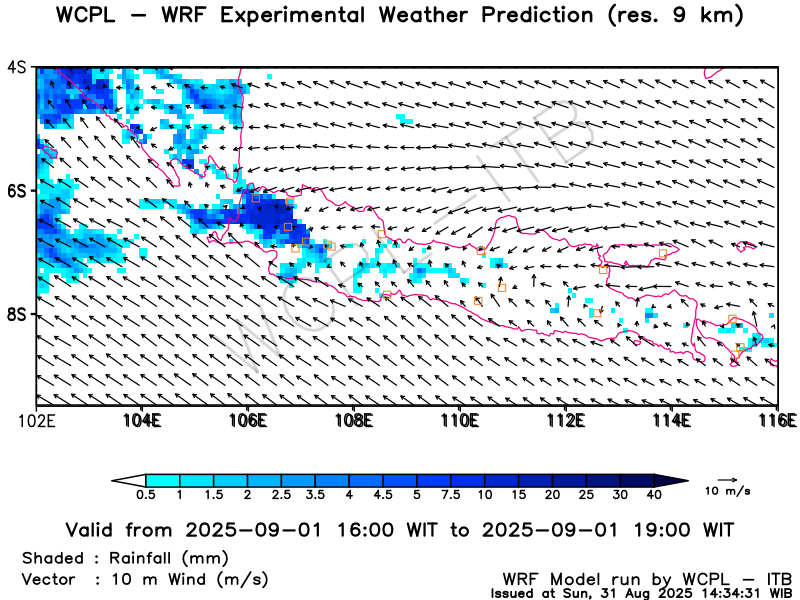 WCPL − WRF Experimental Weather Prediction (res. 9 km)
4S
6S
8S
WCPL−ITB
102E 104E 106E 108E 110E 112E 114E 116E
0.5 1 1.5 2 2.5 3.5 4 4.5 5 7.5 10 15 20 25 30 40
10 m/s
Valid from 2025−09−01 16:00 WIT to 2025−09−01 19:00 WIT
Shaded : Rainfall (mm)
Vector : 10 m Wind (m/s)
WRF Model run by WCPL − ITB
Issued at Sun, 31 Aug 2025 14:34:31 WIB